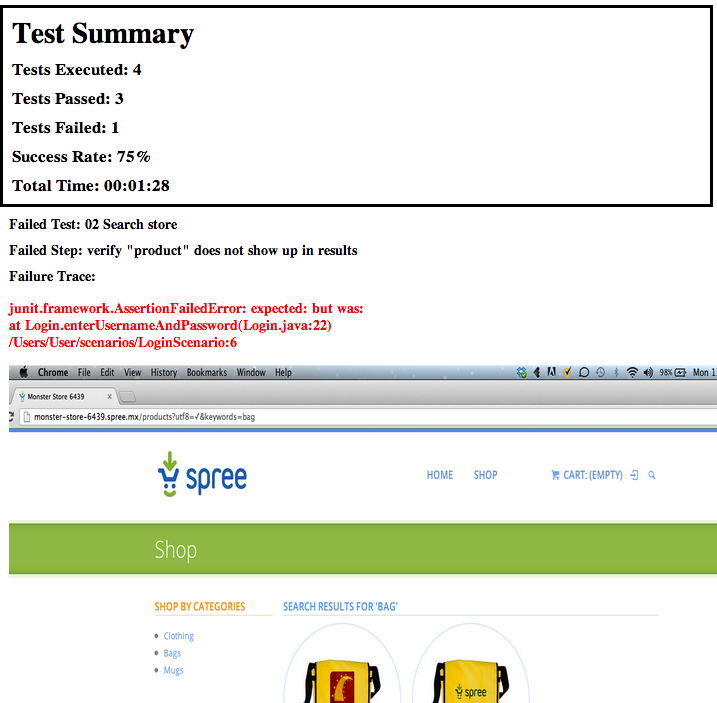 Test Summary
Tests Executed: 4
Tests Passed: 3
Tests Failed: 1
Success Rate: 75%
Total Time: 00:01:28
Failed Test: 02 Search store
Failed Step: verify "product" does not show up in results
Failure Trace:
junit.framework.AssertionFailedError: expected: but was:
at Login.enterUsernameAndPassword(Login.java:22)
/Users/User/scenarios/LoginScenario:6
Chrome File Edit View History Bookmarks Window Help 98% Mon 1
Monster Store 6439
monster-store-6439.spree.mx/products?utf8=✓&keywords=bag
spree HOME SHOP CART: (EMPTY)
Shop
SHOP BY CATEGORIES SEARCH RESULTS FOR 'BAG'
Clothing
Bags
Mugs
spree